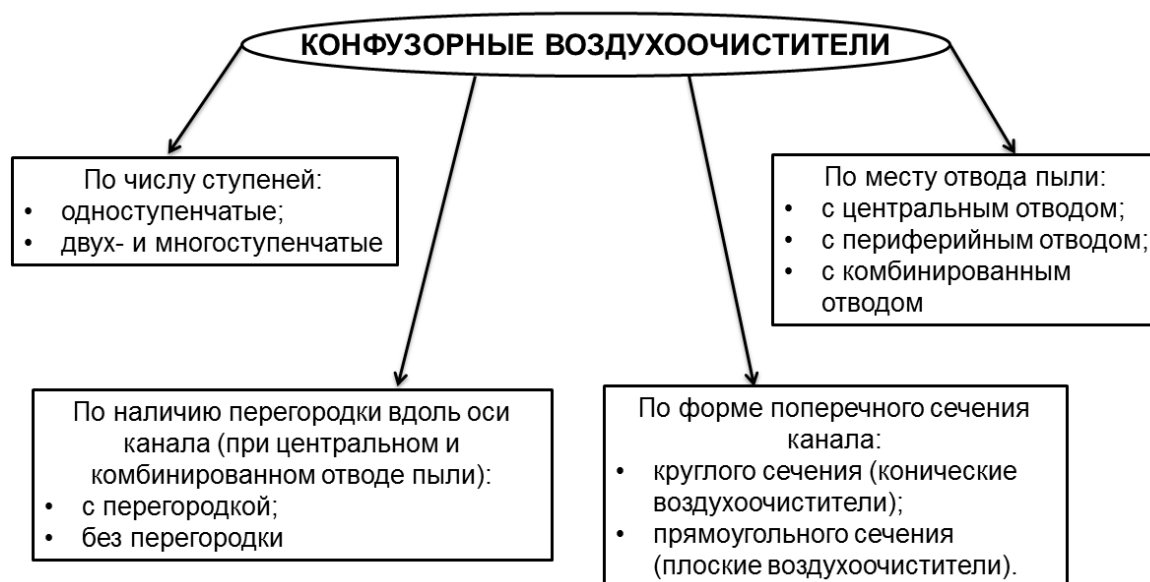 КОНФУЗОРНЫЕ ВОЗДУХООЧИСТИТЕЛИ
По числу ступеней:
• одноступенчатые;
• двух- и многоступенчатые
По месту отвода пыли:
• с центральным отводом;
• с периферийным отводом;
• с комбинированным
отводом
По наличию перегородки вдоль оси
канала (при центральном и
комбинированном отводе пыли):
• с перегородкой;
• без перегородки
По форме поперечного сечения
канала:
• круглого сечения (конические
воздухоочистители);
• прямоугольного сечения
(плоские воздухоочистители).